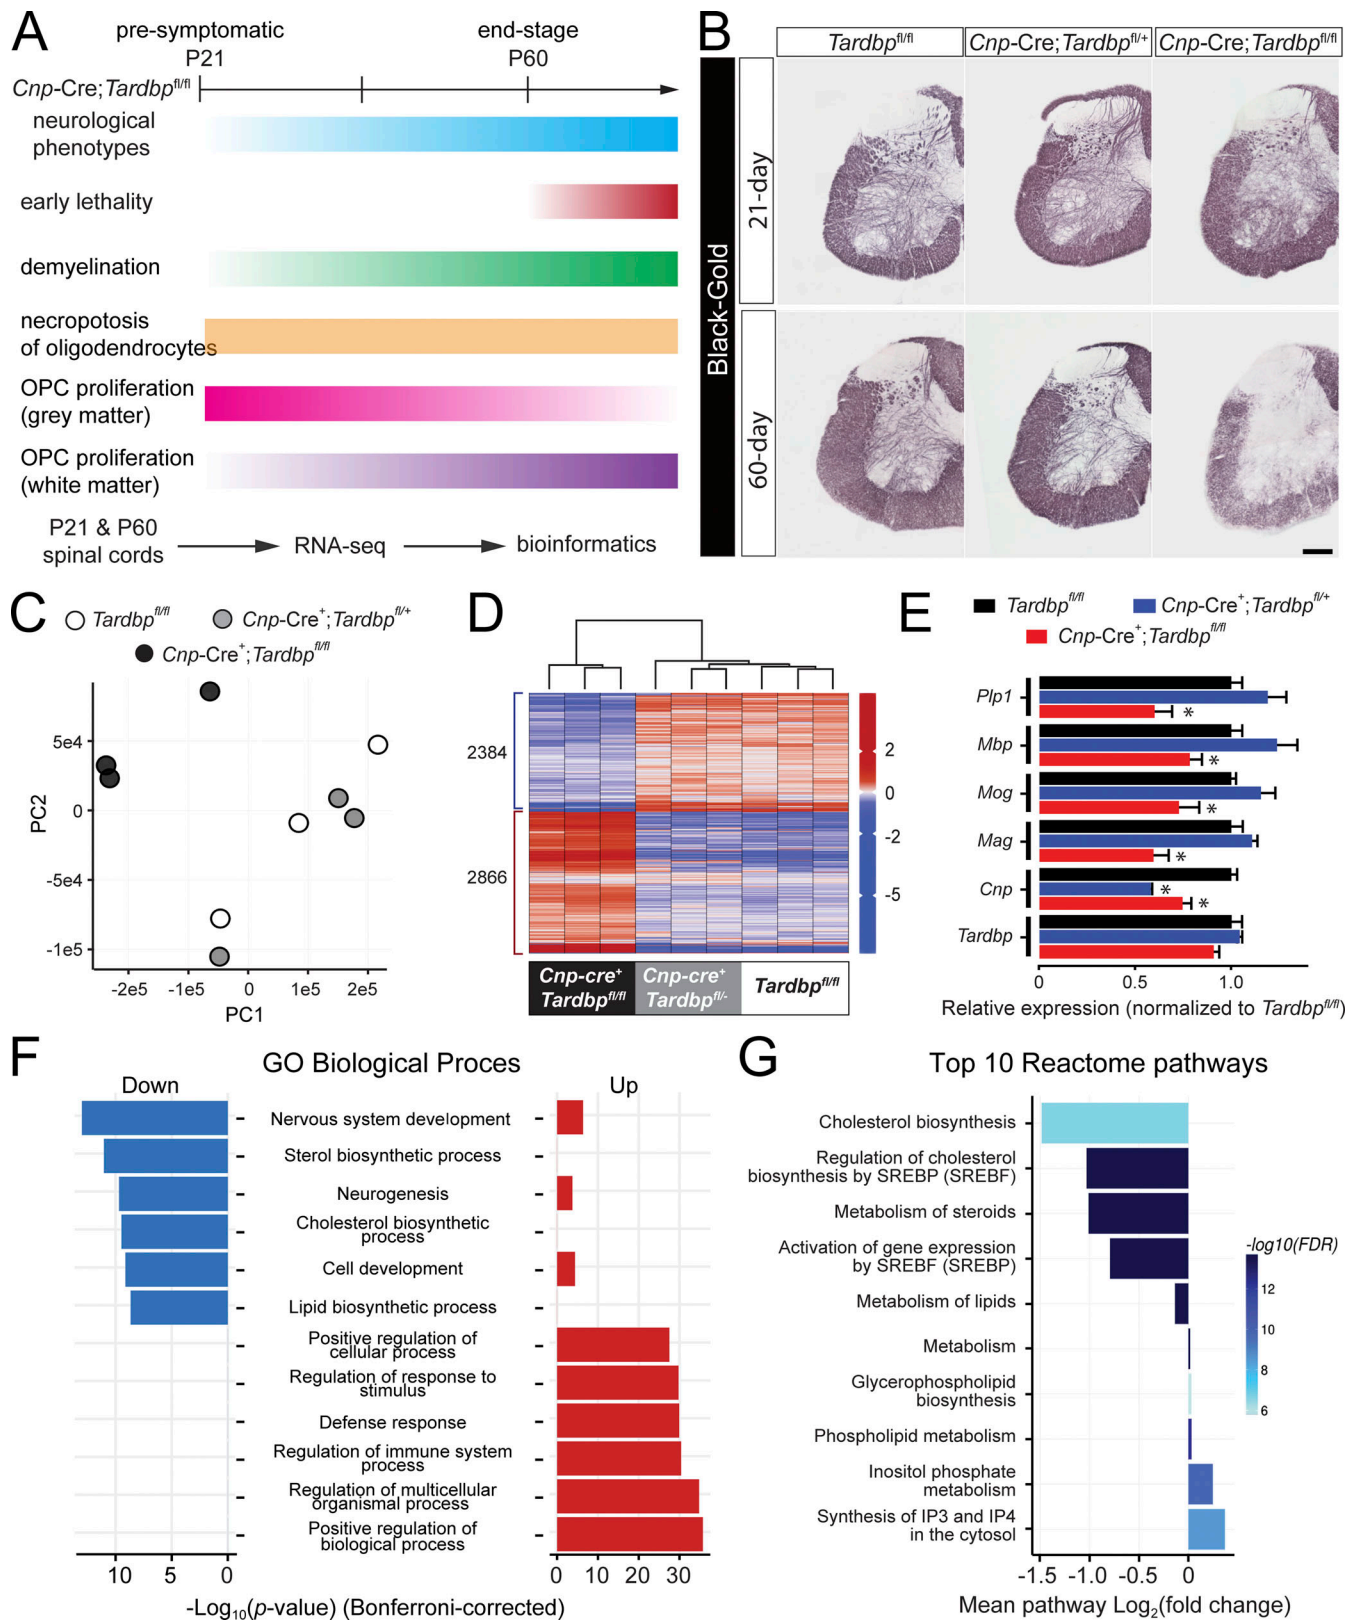 A
pre-symptomatic
end-stage
P21
P60
Cnp-Cre;Tardbpfl/fl
neurological
phenotypes
early lethality
demyelination
necropotosis
of oligodendrocytes
OPC proliferation
(grey matter)
OPC proliferation
(white matter)
P21 & P60
spinal cords
RNA-seq
bioinformatics
B
Tardbpfl/fl
Cnp-Cre;Tardbpfl/+
Cnp-Cre;Tardbpfl/fl
Black-Gold
21-day
60-day
C
Tardbpfl/fl
Cnp-Cre+;Tardbpfl/+
Cnp-Cre+;Tardbpfl/fl
PC2
5e4
0
-5e4
-1e5
-2e5
-1e5
0
1e5
2e5
PC1
D
2384
2866
2
0
-2
-5
Cnp-cre+
Tardbpfl/fl
Cnp-cre+
Tardbpfl/-
Tardbpfl/fl
E
Tardbpfl/fl
Cnp-Cre+;Tardbpfl/+
Cnp-Cre+;Tardbpfl/fl
Plp1
*
Mbp
*
Mog
*
Mag
*
Cnp
*
*
Tardbp
0
0.5
1.0
Relative expression (normalized to Tardbpfl/fl)
F
GO Biological Proces
Down
Up
Nervous system development
Sterol biosynthetic process
Neurogenesis
Cholesterol biosynthetic
process
Cell development
Lipid biosynthetic process
Positive regulation of
cellular process
Regulation of response to
stimulus
Defense response
Regulation of immune system
process
Regulation of multicellular
organismal process
Positive regulation of
biological process
10
5
0
0
10
20
30
-Log10(p-value) (Bonferroni-corrected)
G
Top 10 Reactome pathways
Cholesterol biosynthesis
Regulation of cholesterol
biosynthesis by SREBP (SREBF)
Metabolism of steroids
Activation of gene expression
by SREBF (SREBP)
Metabolism of lipids
Metabolism
Glycerophospholipid
biosynthesis
Phospholipid metabolism
Inositol phosphate
metabolism
Synthesis of IP3 and IP4
in the cytosol
-log10(FDR)
12
10
8
6
-1.5
-1.0
-0.5
0
Mean pathway Log2(fold change)